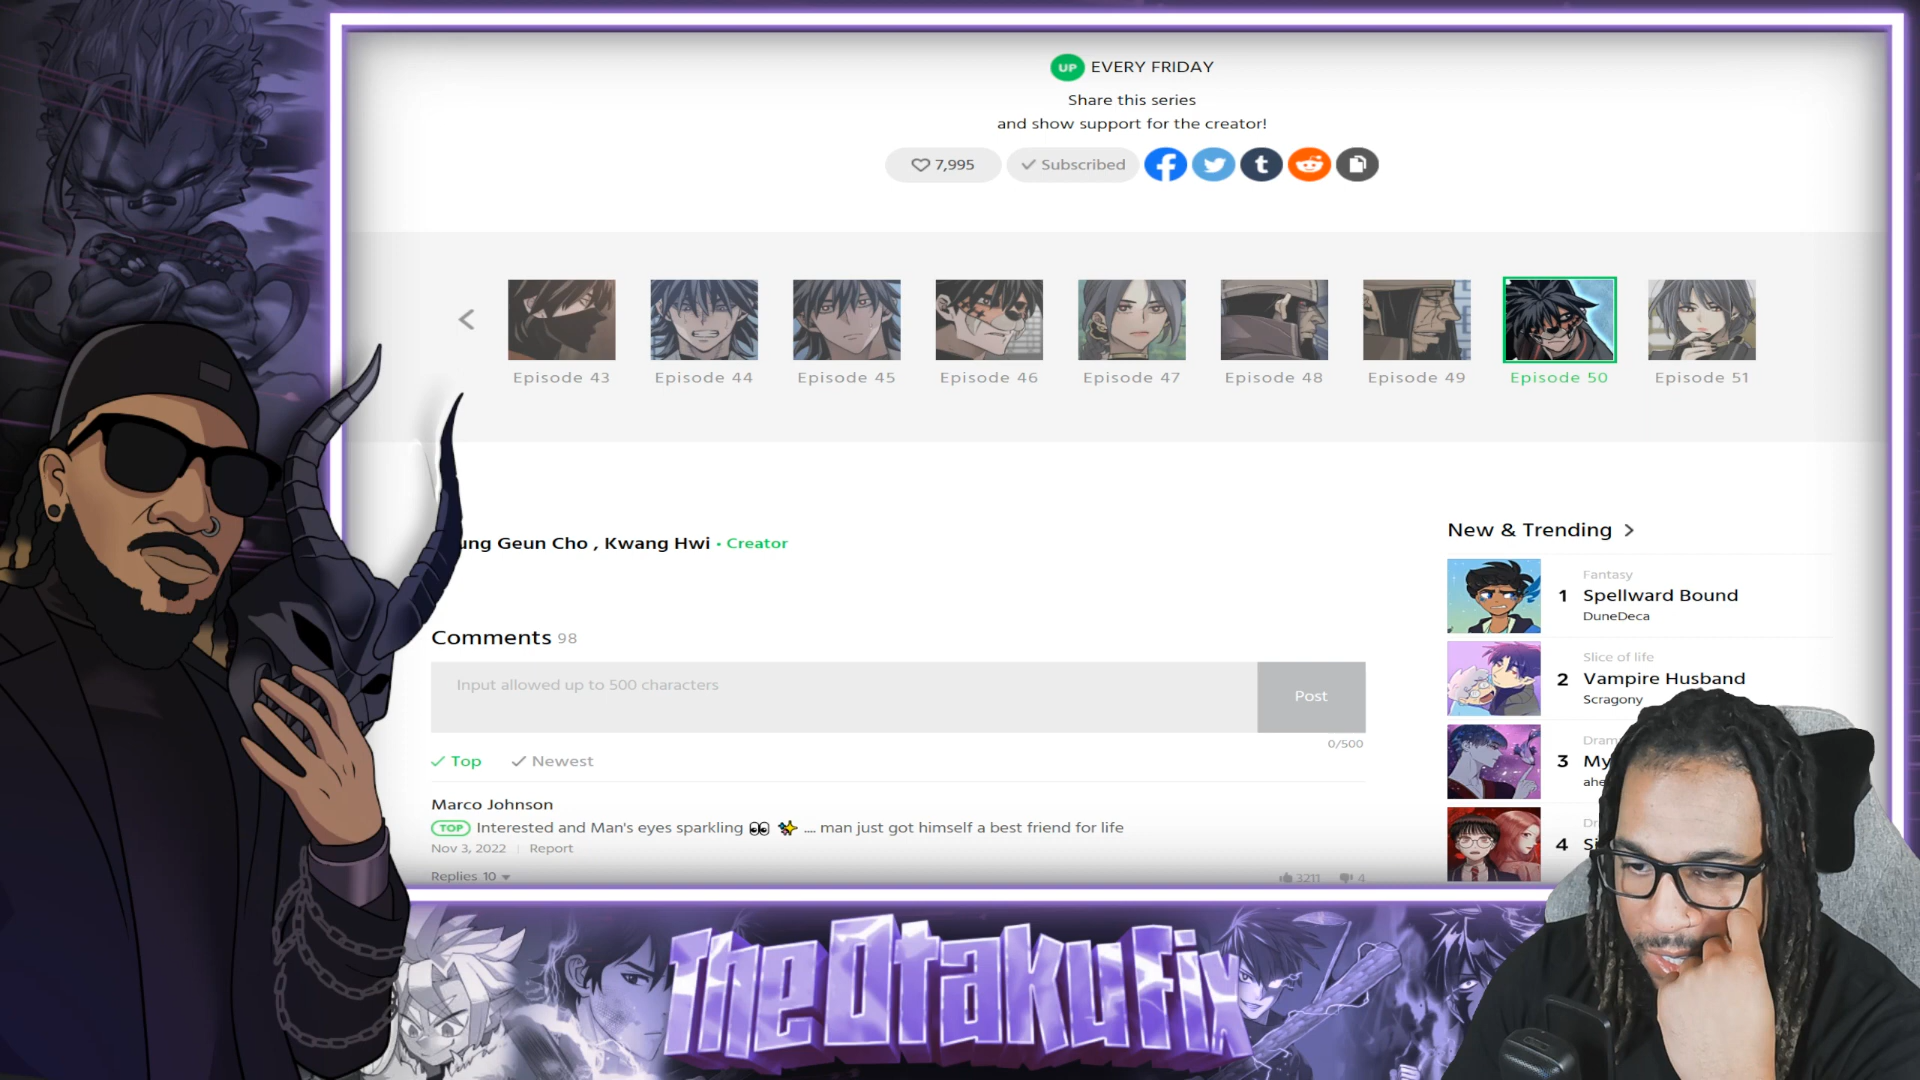 UP EVERY FRIDAY
Share this series
and show support for the creator!
7,995
Subscribed
Episode 43
Episode 44
Episode 45
Episode 46
Episode 47
Episode 48
Episode 49
Episode 50
Episode 51
Geun Cho , Kwang Hwi • Creator
Comments 98
Input allowed up to 500 characters
Post
0/500
Top
Newest
Marco Johnson
TOP Interested and Man's eyes sparkling 👀 ✨ .... man just got himself a best friend for life
Nov 3, 2022 | Report
Replies 10
3211
4
New & Trending
Fantasy
1 Spellward Bound
DuneDeca
Slice of life
2 Vampire Husband
Scragony
3 My
4
TheOtakuFix